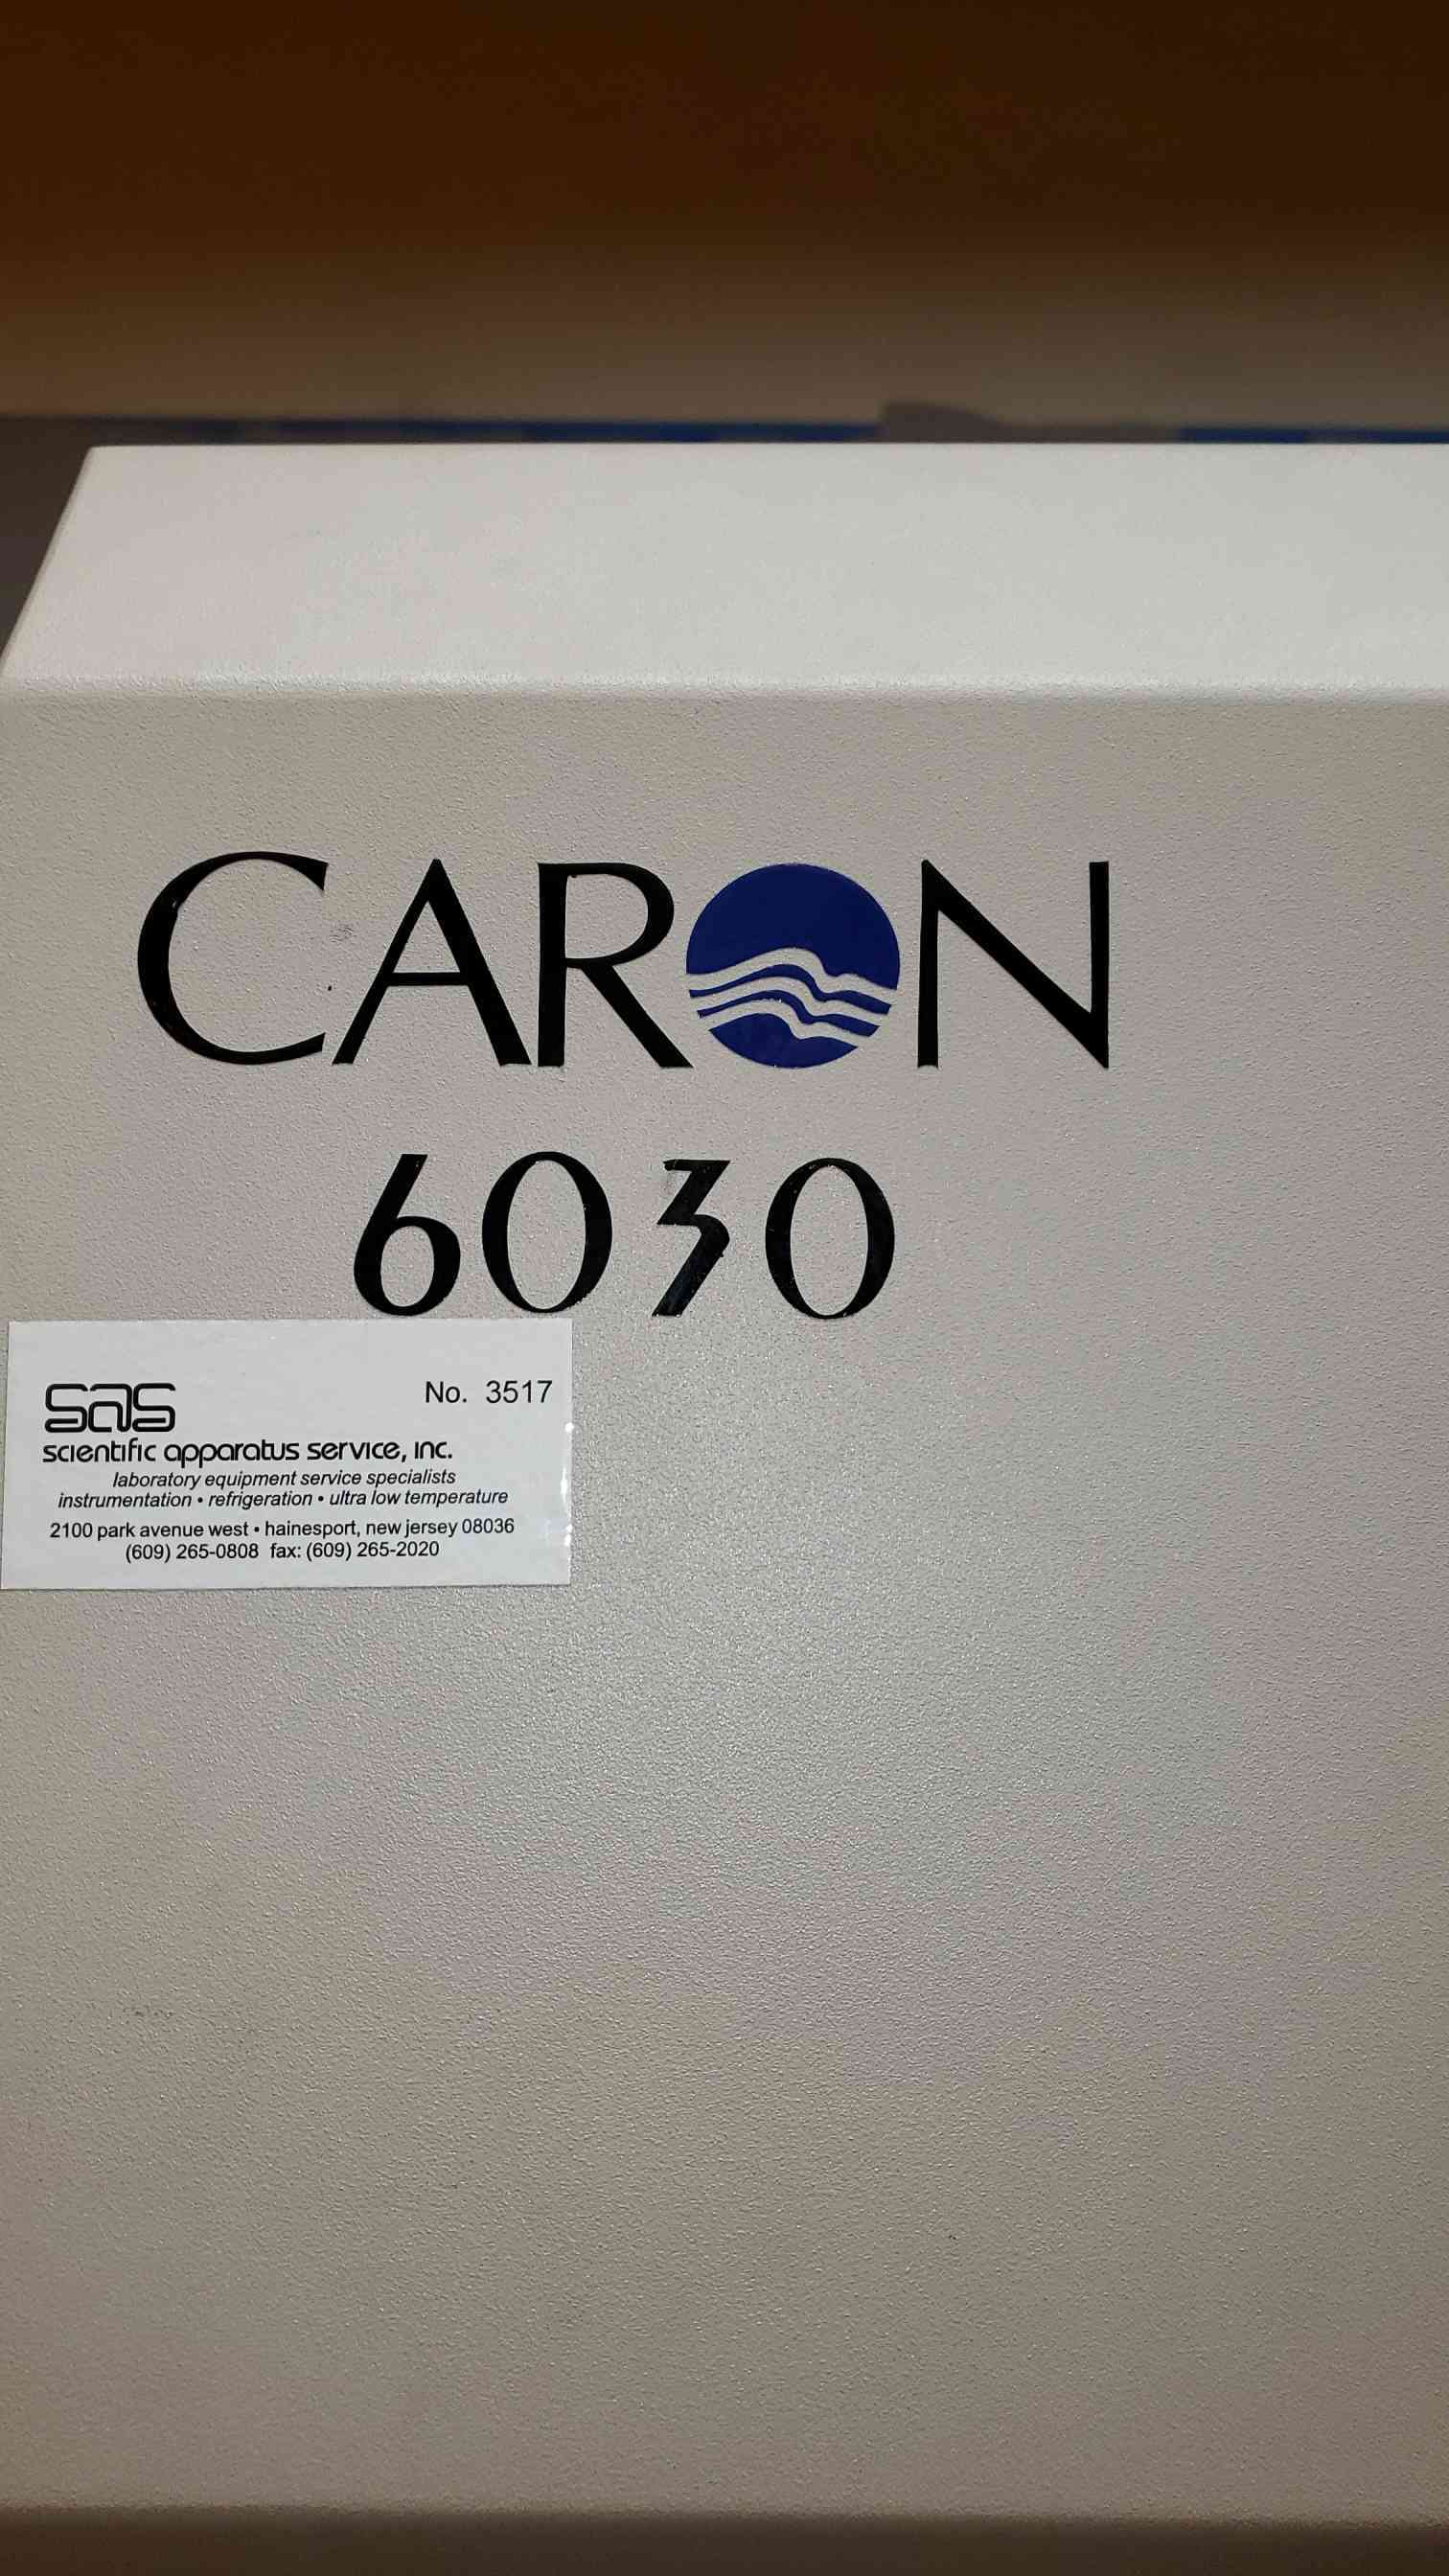 CARON
6030
sas
No. 3517
scientific apparatus service, inc.
laboratory equipment service specialists
instrumentation • refrigeration • ultra low temperature
2100 park avenue west • hainesport, new jersey 08036
(609) 265-0808 fax: (609) 265-2020